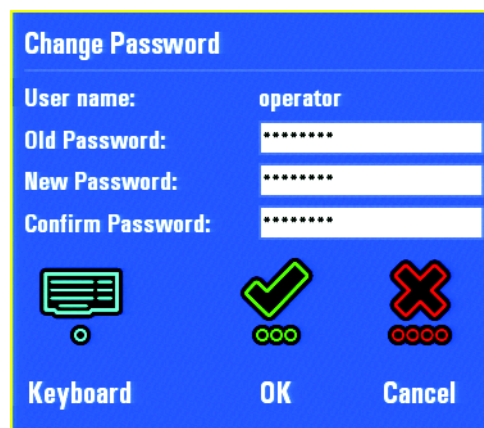 Change Password
User name: operator
Old Password: ********
New Password: ********
Confirm Password: ********
Keyboard OK Cancel